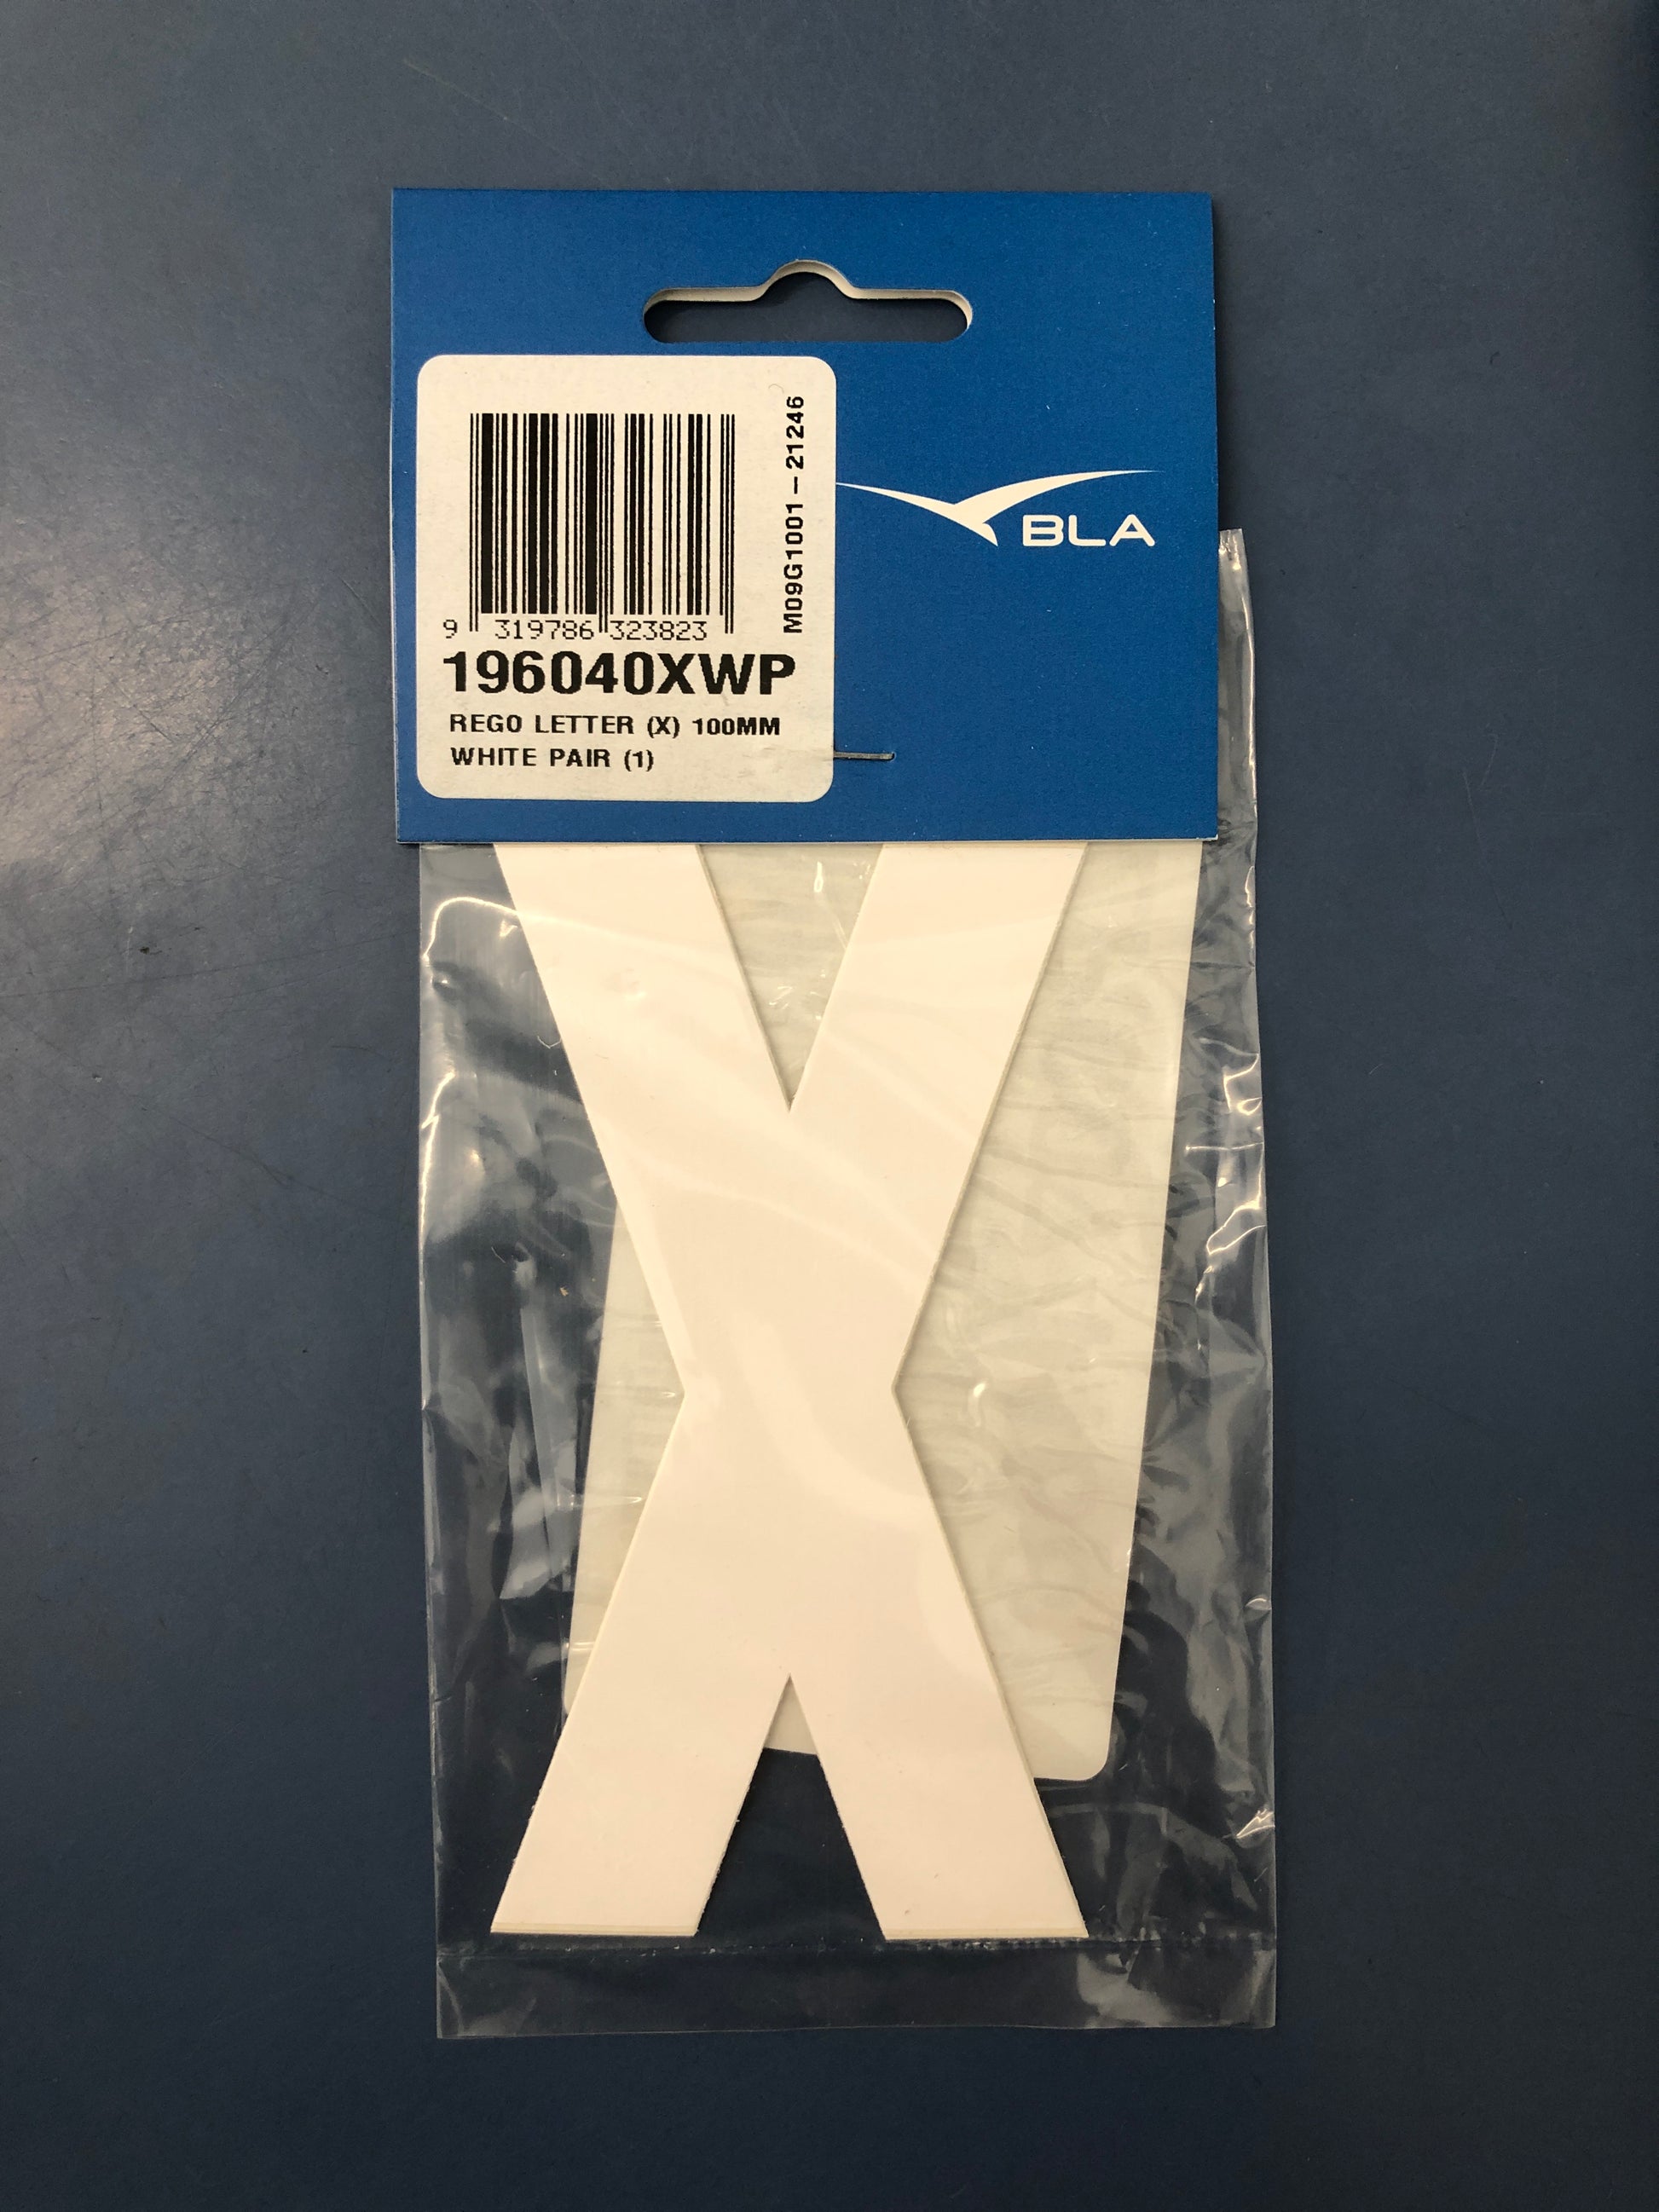 9 319786 323823
M09G1001-21246
196040XWP
REGO LETTER (X) 100MM
WHITE PAIR (1)
BLA
X